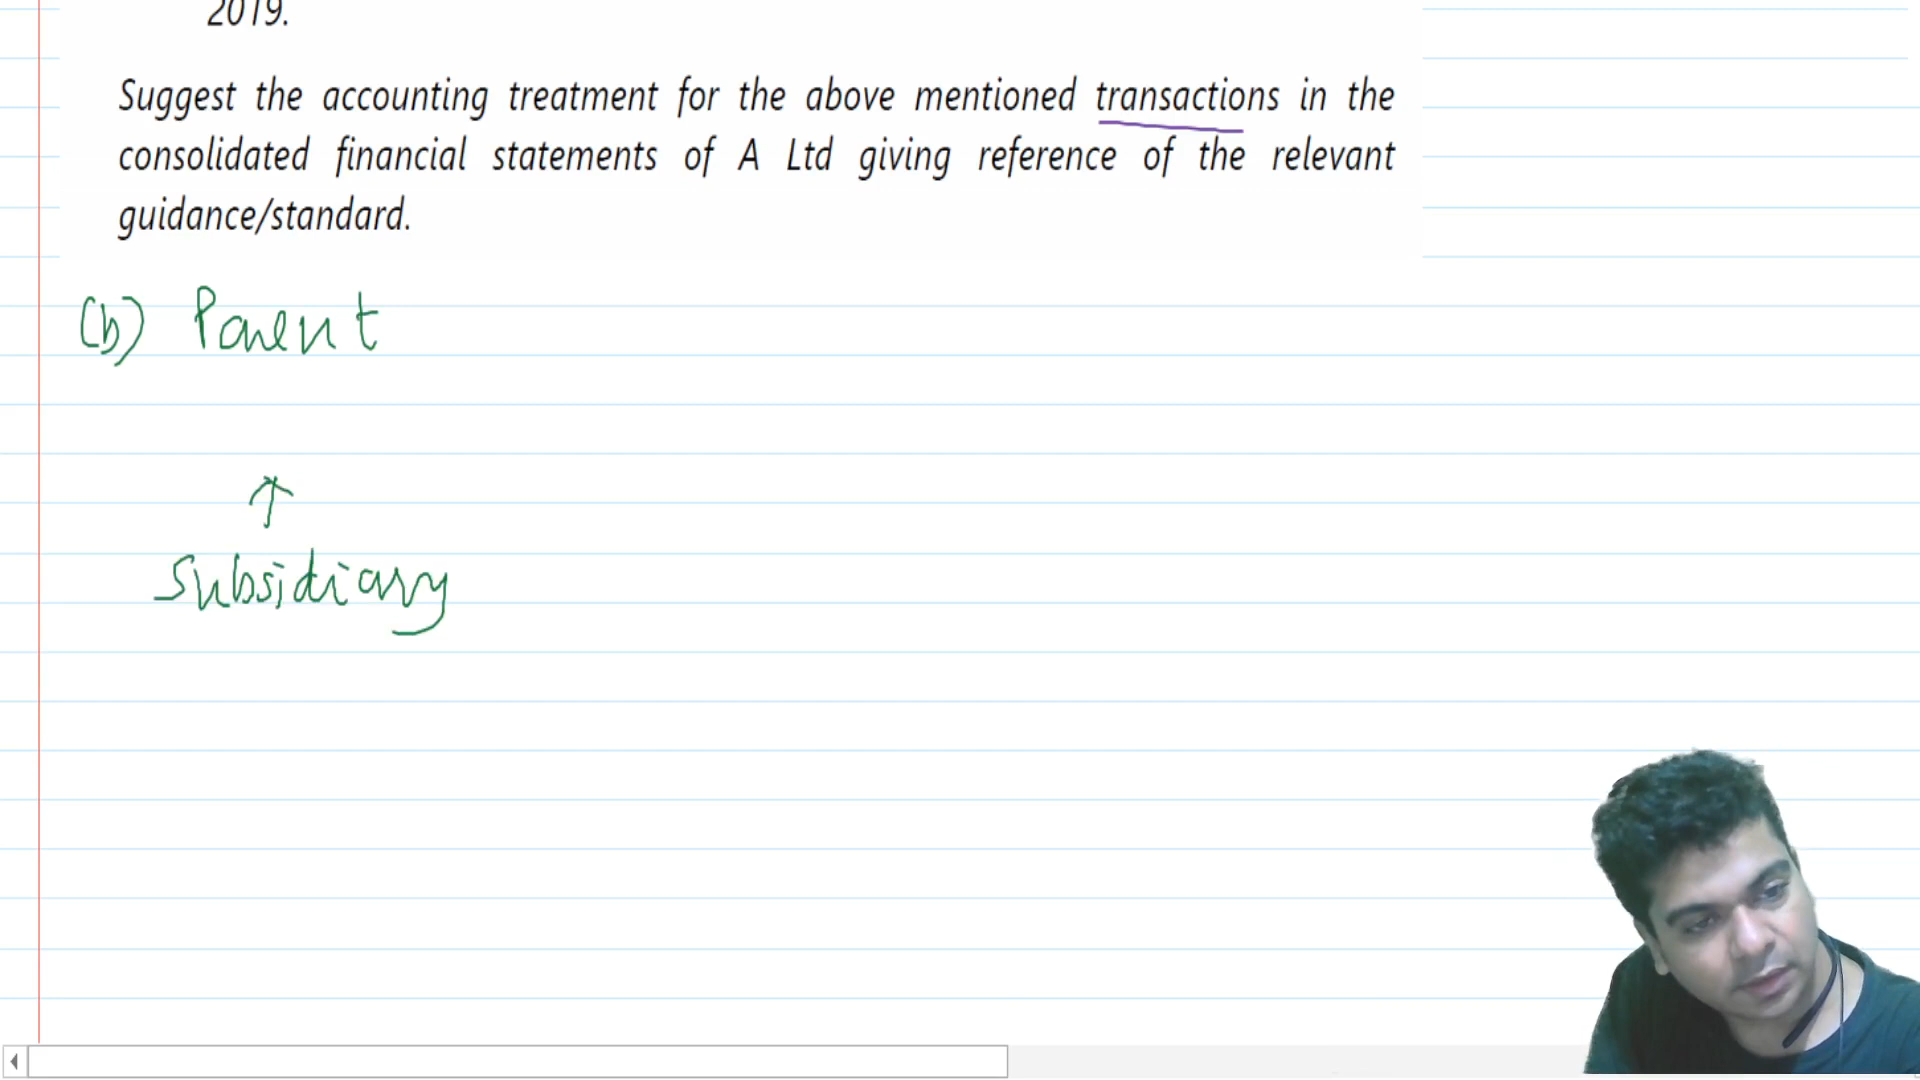 2019.
Suggest the accounting treatment for the above mentioned transactions in the
consolidated financial statements of A Ltd giving reference of the relevant
guidance/standard.
(b) Parent
↑
Subsidiary